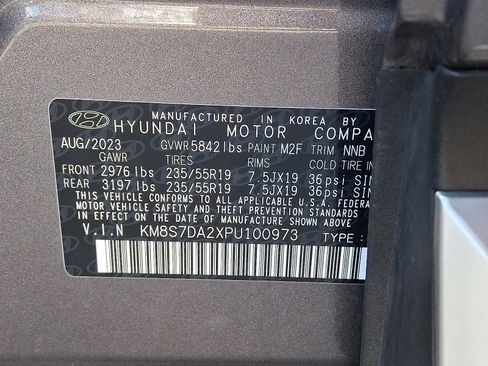 MANUFACTURED IN KOREA BY
HYUNDAI MOTOR COMPA
AUG/2023 GVWR 5842 lbs PAINT M2F TRIM NNB
GAWR TIRES RIMS COLD TIRE IN
FRONT 2976 lbs 235/55R19 7.5JX19 36psi SIN
REAR 3197 lbs 235/55R19 7.5JX19 36psi SIN
THIS VEHICLE CONFORMS TO ALL APPLICABLE U.S.A. FEDERA
MOTOR VEHICLE SAFETY AND THEFT PREVENTION STANDARDS
IN EFFECT ON THE DATE OF MANUFACTURE SHOWN ABOVE
V.I.N KM8S7DA2XPU100973 TYPE :